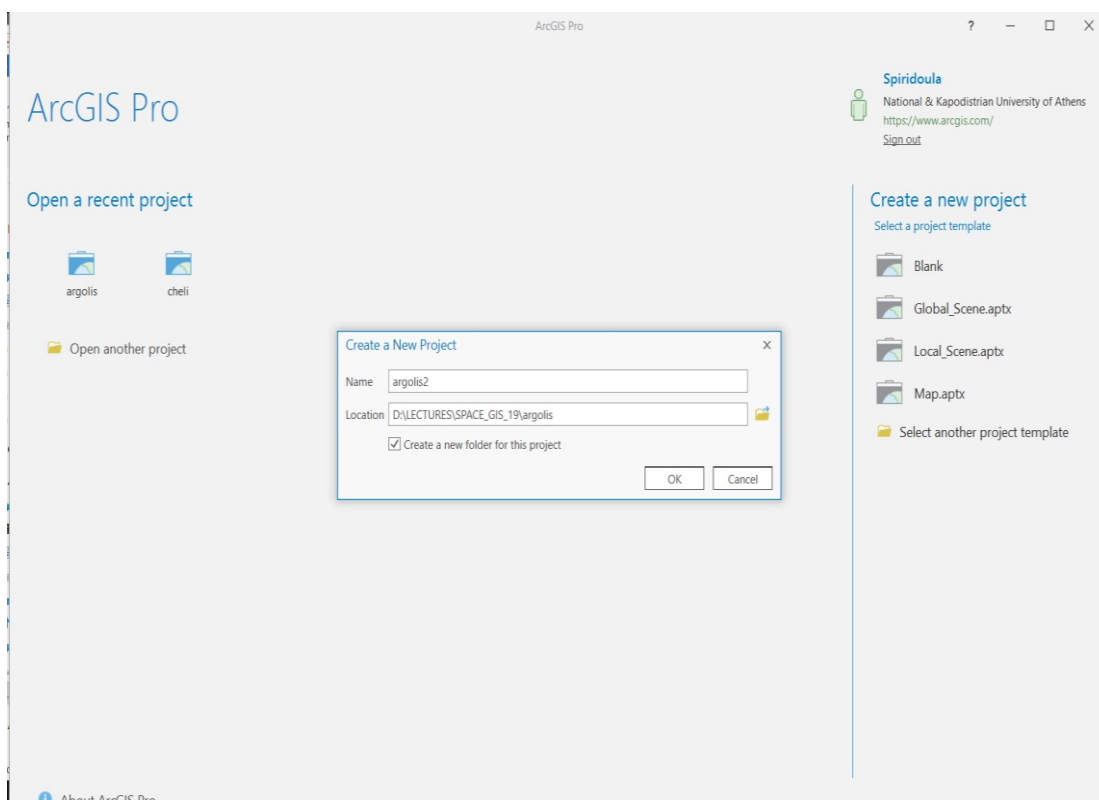 ArcGIS Pro
?
ArcGIS Pro
Spiridoula
National & Kapodistrian University of Athens
https://www.arcgis.com/
Sign out
Open a recent project
argolis
cheli
Open another project
Create a new project
Select a project template
Blank
Global_Scene.aptx
Local_Scene.aptx
Map.aptx
Select another project template
Create a New Project
x
Name argolis2
Location D:\LECTURES\SPACE_GIS_19\argolis
Create a new folder for this project
OK Cancel
About ArcGIS Pro